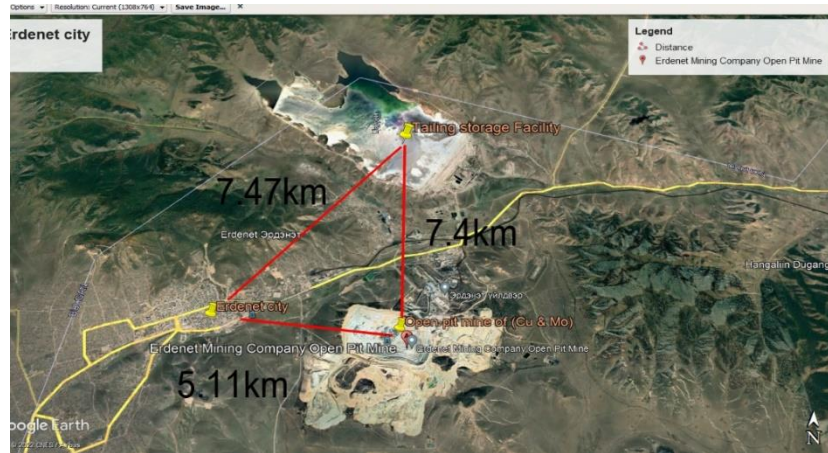 Options
Resolution: Current (1308x764)
Save Image...
Erdenet city
Legend
Distance
Erdenet Mining Company Open Pit Mine
Tailing storage Facility
7.47km
7.4km
Erdenet Эрдэнэт
Hangaliin Dugang
Erdenet city
Open-pit mine of (Cu & Mo)
Erdenet Mining Company Open Pit Mine
Erdenet Mining Company Open Pit Mine
5.11km
Google Earth
N